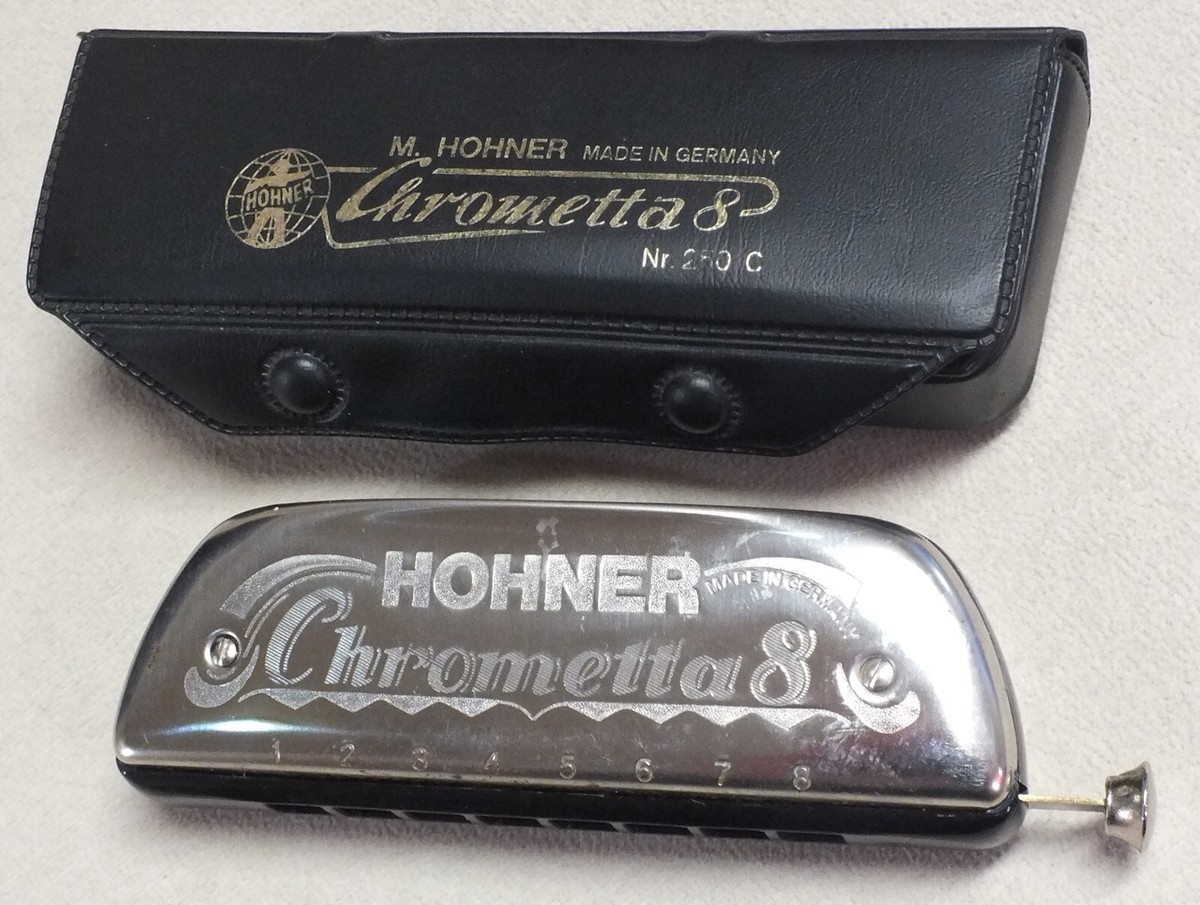 M. HOHNER MADE IN GERMANY
HOHNER
Chrometta 8
Nr. C
HOHNER
MADE IN GERMANY
Chrometta 8
1 2 3 4 5 6 7 8